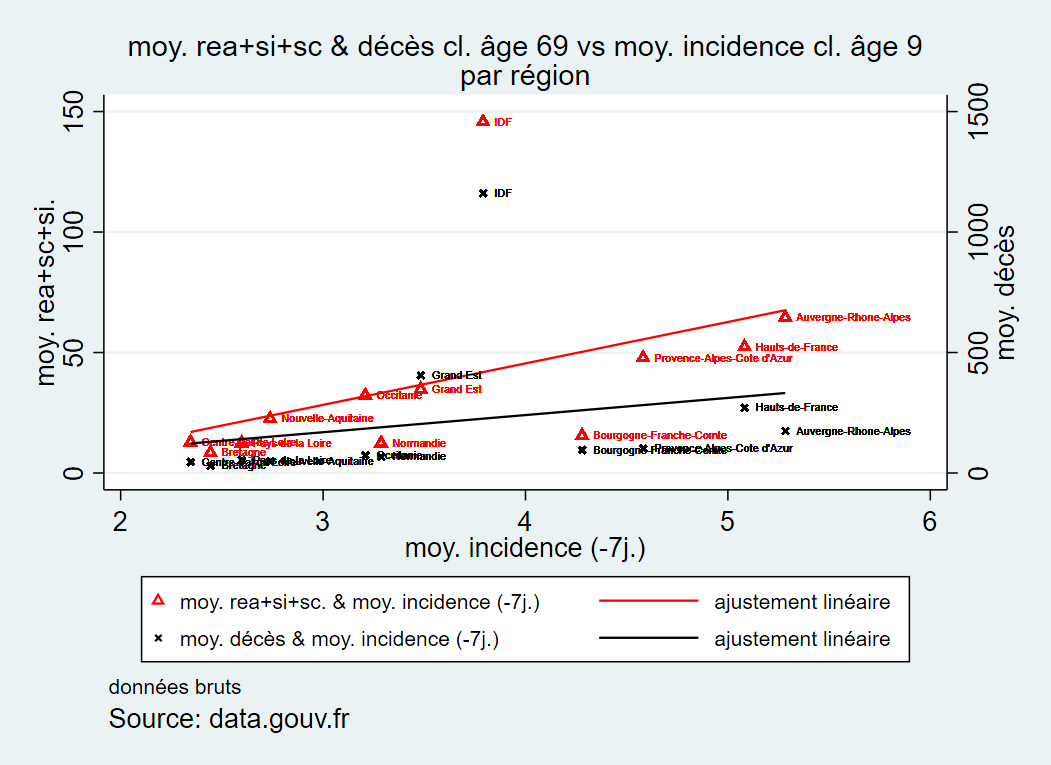 moy. rea+si+sc & décès cl. âge 69 vs moy. incidence cl. âge 9
par région
150
100
50
0
moy. rea+sc+si.
1500
1000
500
0
moy. décès
IDF
IDF
Auvergne-Rhone-Alpes
Hauts-de-France
Provence-Alpes-Cote d'Azur
Grand Est
Grand Est
Occitanie
Hauts-de-France
Nouvelle-Aquitaine
Auvergne-Rhone-Alpes
Bourgogne-Franche-Comte
Normandie
Pays de la Loire
Bretagne
Provence-Alpes-Cote d'Azur
Bourgogne-Franche-Comte
Occitanie
Normandie
Nouvelle-Aquitaine
Bretagne
2
3
4
5
6
moy. incidence (-7j.)
moy. rea+si+sc. & moy. incidence (-7j.)
ajustement linéaire
moy. décès & moy. incidence (-7j.)
ajustement linéaire
données bruts
Source: data.gouv.fr